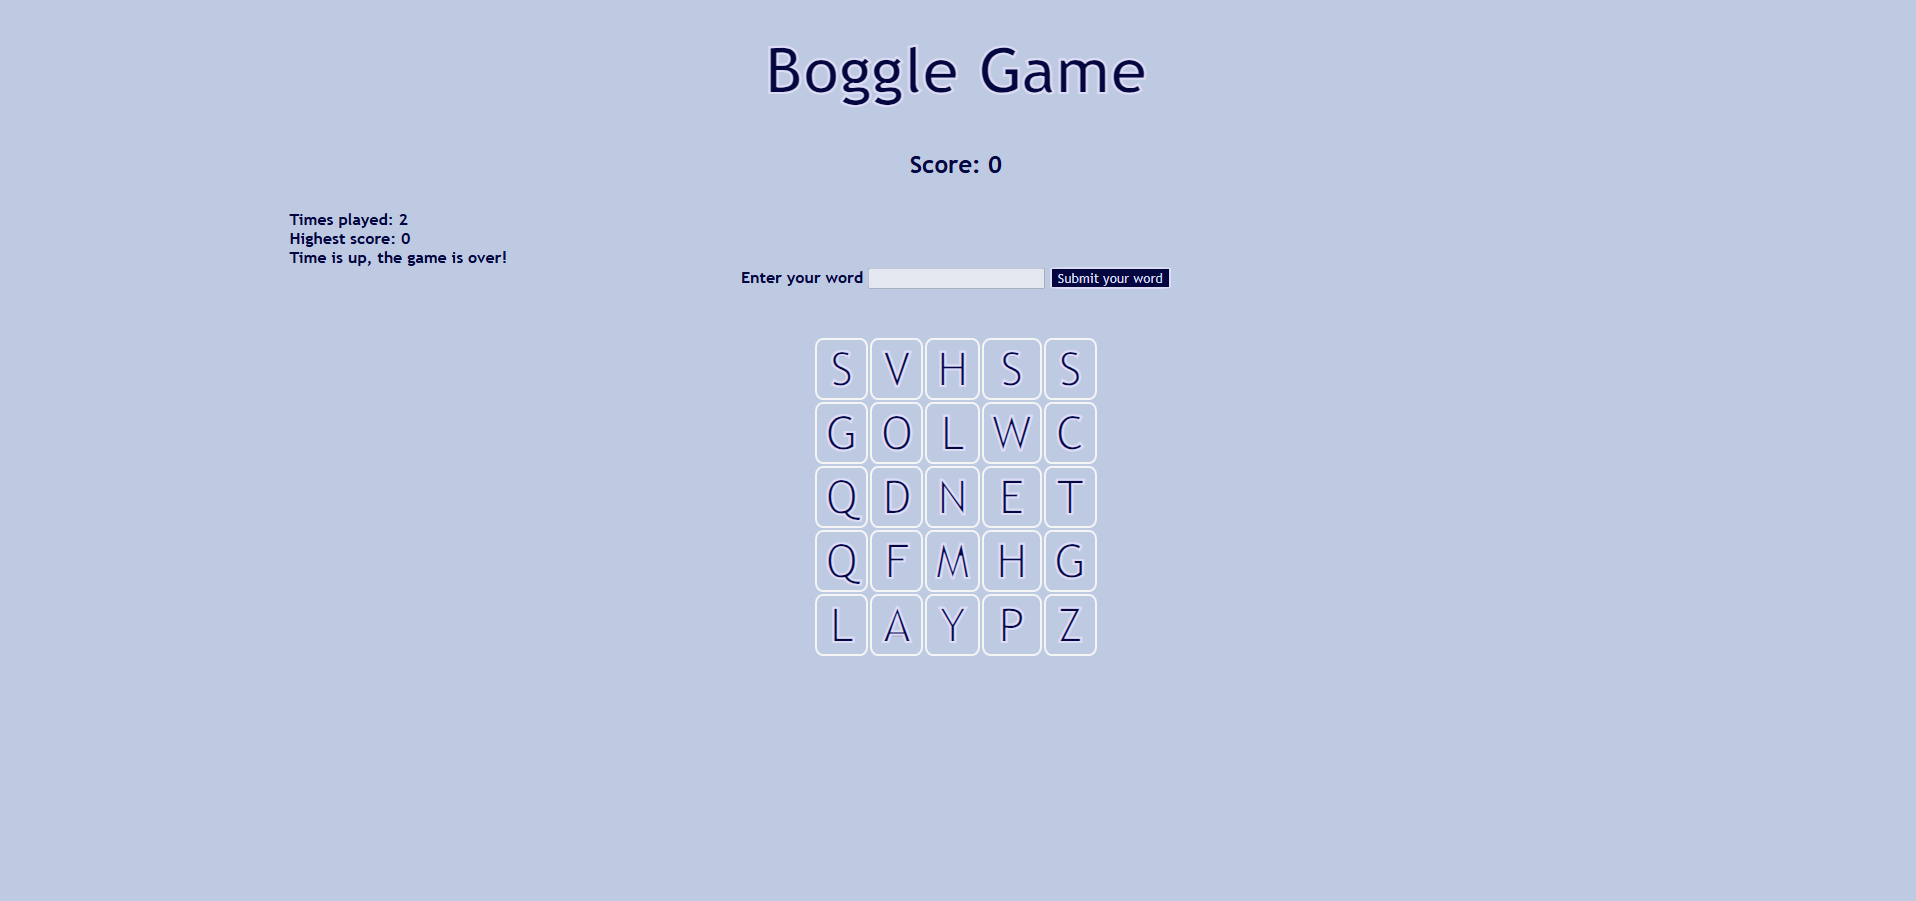 Boggle Game
Score: 0
Times played: 2
Highest score: 0
Time is up, the game is over!
Enter your word Submit your word
S V H S S
G O L W C
Q D N E T
Q F M H G
L A Y P Z